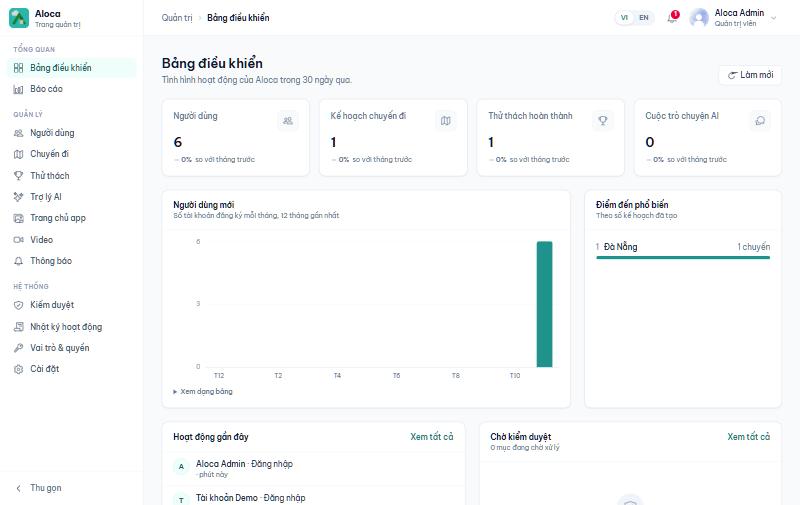 Aloca
Trang quản trị
TỔNG QUAN
Bảng điều khiển
Báo cáo
QUẢN LÝ
Người dùng
Chuyến đi
Thử thách
Trợ lý AI
Trang chủ app
Video
Thông báo
HỆ THỐNG
Kiểm duyệt
Nhật ký hoạt động
Vai trò & quyền
Cài đặt
Thu gọn
Quản trị › Bảng điều khiển
VI EN
1
Aloca Admin
Quản trị viên
Bảng điều khiển
Tình hình hoạt động của Aloca trong 30 ngày qua.
Làm mới
Người dùng
6
– 0% so với tháng trước
Kế hoạch chuyến đi
1
– 0% so với tháng trước
Thử thách hoàn thành
1
– 0% so với tháng trước
Cuộc trò chuyện AI
0
– 0% so với tháng trước
Người dùng mới
Số tài khoản đăng ký mỗi tháng, 12 tháng gần nhất
6
3
0
T12 T2 T4 T6 T8 T10
Xem dạng bảng
Điểm đến phổ biến
Theo số kế hoạch đã tạo
1 Đà Nẵng 1 chuyến
Hoạt động gần đây
Xem tất cả
A
Aloca Admin · Đăng nhập
· phút này
T
Tài khoản Demo · Đăng nhập
Chờ kiểm duyệt
Xem tất cả
0 mục đang chờ xử lý